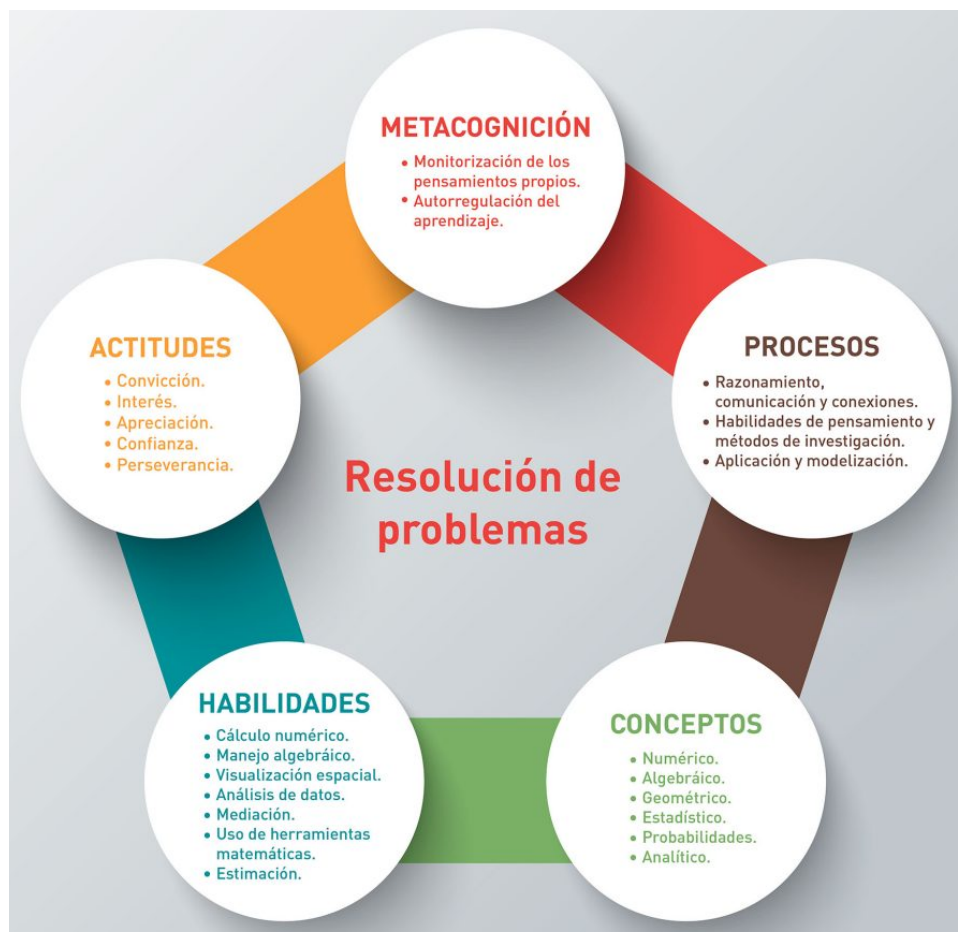 METACOGNICIÓN
• Monitorización de los
pensamientos propios.
• Autorregulación del
aprendizaje.
ACTITUDES
• Convicción.
• Interés.
• Apreciación.
• Confianza.
• Perseverancia.
PROCESOS
• Razonamiento,
comunicación y conexiones.
• Habilidades de pensamiento y
métodos de investigación.
• Aplicación y modelización.
Resolución de
problemas
HABILIDADES
• Cálculo numérico.
• Manejo algebráico.
• Visualización espacial.
• Análisis de datos.
• Mediación.
• Uso de herramientas
matemáticas.
• Estimación.
CONCEPTOS
• Numérico.
• Algebráico.
• Geométrico.
• Estadístico.
• Probabilidades.
• Analítico.